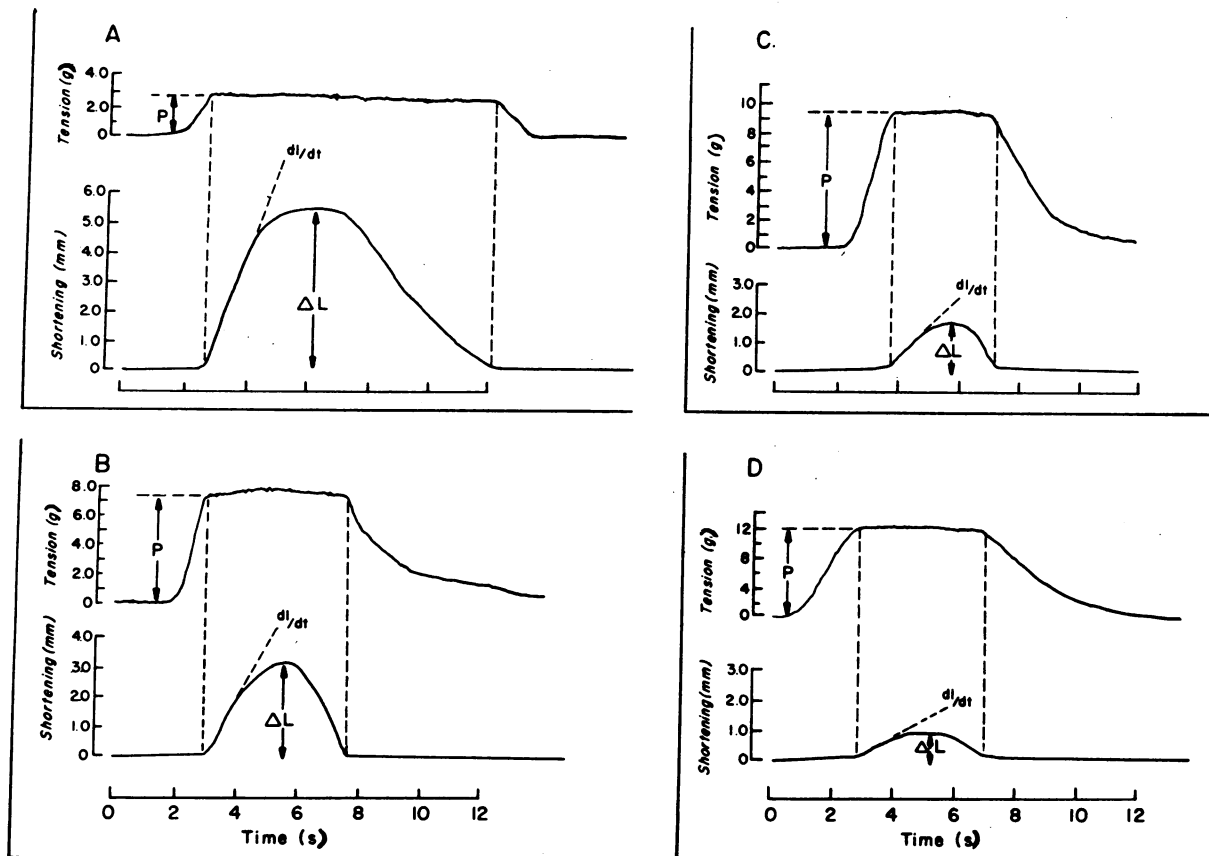 A
Tension (g)
4.0
2.0
0
P
dl/dt
Shortening (mm)
6.0
5.0
4.0
3.0
2.0
1.0
0
ΔL
B
Tension (g)
8.0
6.0
4.0
2.0
0
P
dl/dt
Shortening (mm)
4.0
3.0
2.0
1.0
0
ΔL
0 2 4 6 8 10 12
Time (s)
C.
Tension (g)
10
8
6
4
2
0
P
dl/dt
Shortening (mm)
3.0
2.0
1.0
0
ΔL
D
Tension (g)
12
8
4
0
P
dl/dt
Shortening (mm)
3.0
2.0
1.0
0
ΔL
0 2 4 6 8 10 12
Time (s)